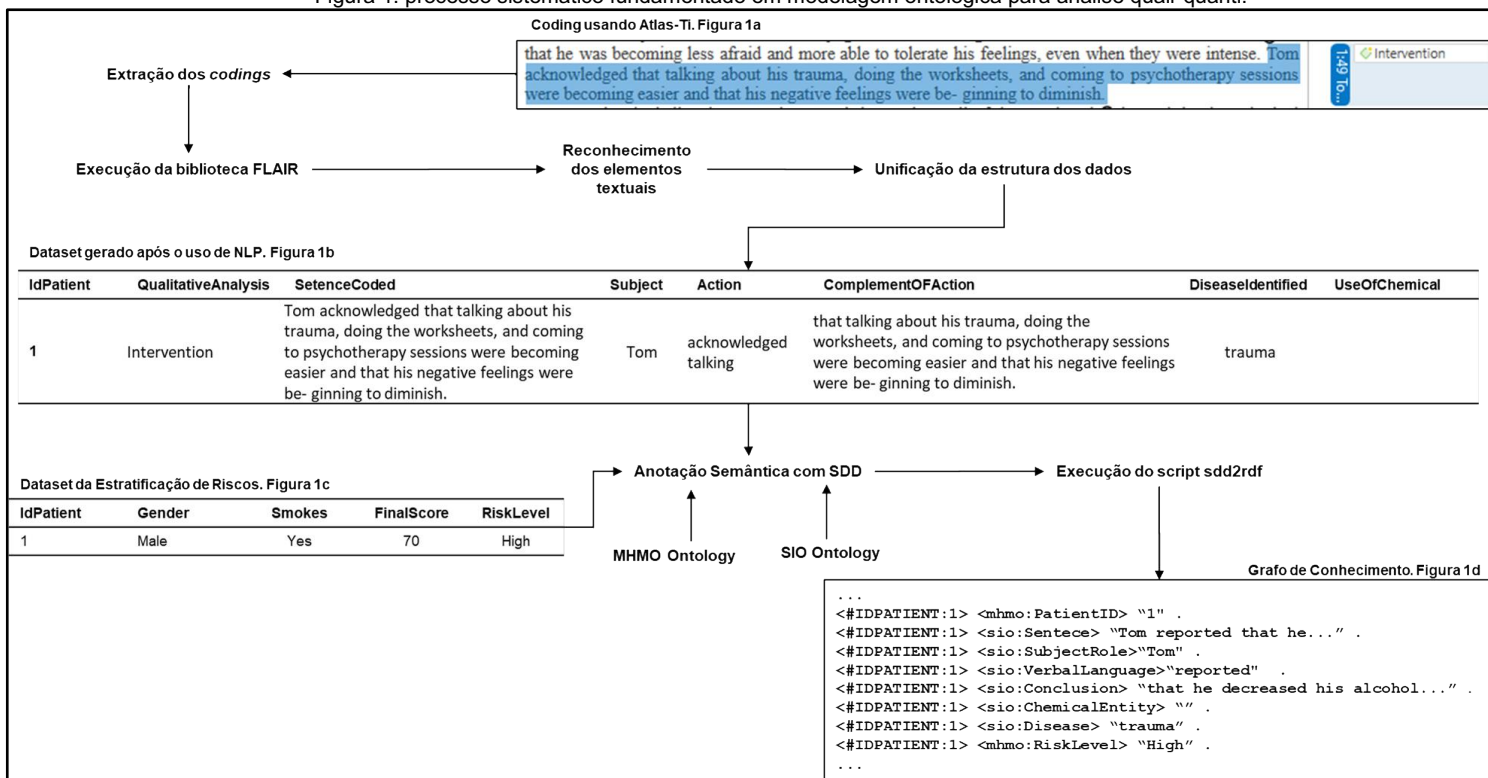 Figura 1: processo sistemático fundamentado em modelagem ontológica para análise quali-quanti.
Coding usando Atlas-Ti. Figura 1a
that he was becoming less afraid and more able to tolerate his feelings, even when they were intense. Tom
acknowledged that talking about his trauma, doing the worksheets, and coming to psychotherapy sessions
were becoming easier and that his negative feelings were be- ginning to diminish.
1:49 To...
Intervention
Extração dos codings
Execução da biblioteca FLAIR
Reconhecimento
dos elementos
textuais
Unificação da estrutura dos dados
Dataset gerado após o uso de NLP. Figura 1b
IdPatient QualitativeAnalysis SetenceCoded Subject Action ComplementOFAction DiseaseIdentified UseOfChemical
1
Intervention
Tom acknowledged that talking about his
trauma, doing the worksheets, and coming
to psychotherapy sessions were becoming
easier and that his negative feelings were
be- ginning to diminish.
Tom
acknowledged
talking
that talking about his trauma, doing the
worksheets, and coming to psychotherapy sessions
were becoming easier and that his negative feelings
were be- ginning to diminish.
trauma
Anotação Semântica com SDD
Execução do script sdd2rdf
Dataset da Estratificação de Riscos. Figura 1c
IdPatient Gender Smokes FinalScore RiskLevel
1 Male Yes 70 High
MHMO Ontology
SIO Ontology
Grafo de Conhecimento. Figura 1d
...
<#IDPATIENT:1> <mhmo:PatientID> “1" .
<#IDPATIENT:1> <sio:Sentece> “Tom reported that he...” .
<#IDPATIENT:1> <sio:SubjectRole>“Tom" .
<#IDPATIENT:1> <sio:VerbalLanguage>“reported" .
<#IDPATIENT:1> <sio:Conclusion> “that he decreased his alcohol...” .
<#IDPATIENT:1> <sio:ChemicalEntity> “” .
<#IDPATIENT:1> <sio:Disease> “trauma” .
<#IDPATIENT:1> <mhmo:RiskLevel> “High” .
...